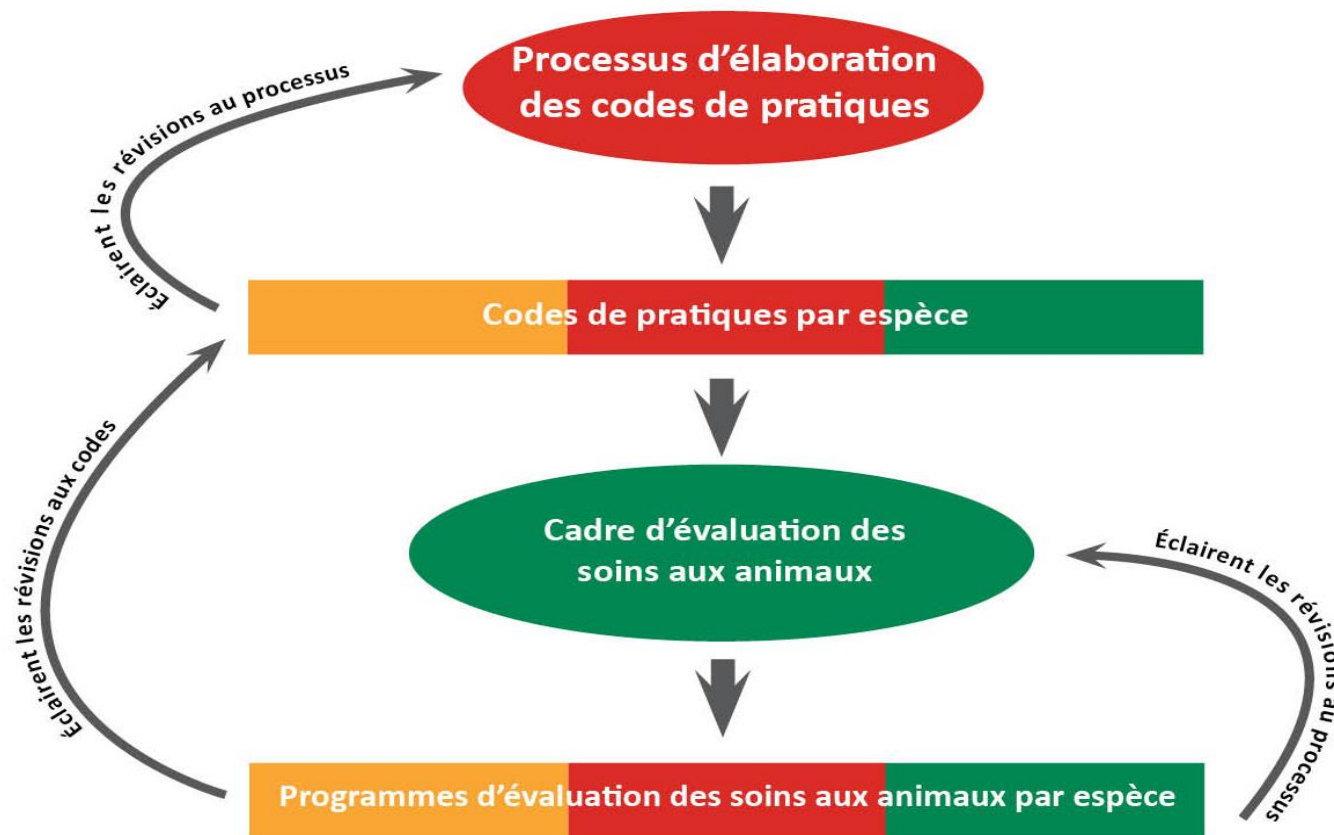 Processus d'élaboration
des codes de pratiques
Éclairent les révisions au processus
Codes de pratiques par espèce
Éclairent les révisions aux codes
Cadre d'évaluation des
soins aux animaux
Éclairent les révisions au processus
Programmes d'évaluation des soins aux animaux par espèce